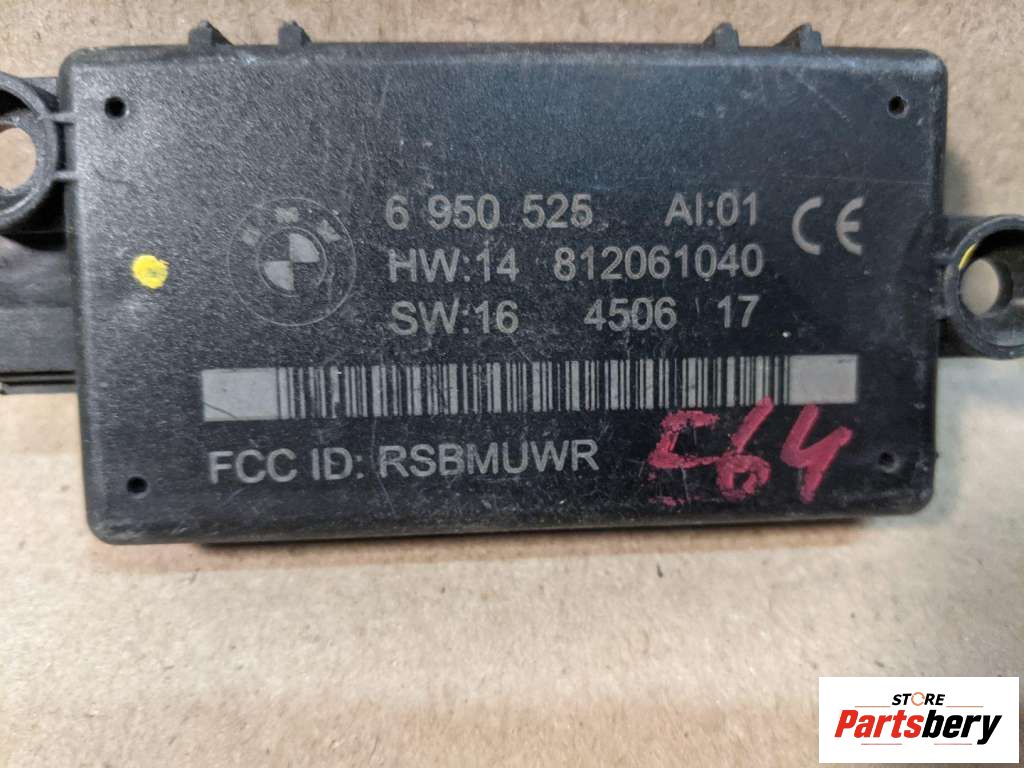 6 950 525 AI:01 CE
BMW
HW:14 812061040
SW:16 4506 17
FCC ID: RSBMUWR
E64
STORE
Partsbery